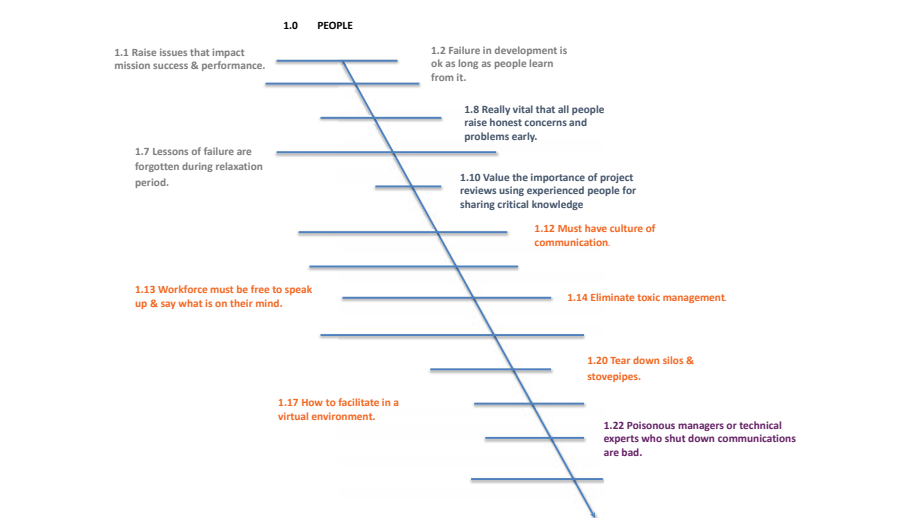 1.0 PEOPLE
1.1 Raise issues that impact
mission success & performance.
1.2 Failure in development is
ok as long as people learn
from it.
1.8 Really vital that all people
raise honest concerns and
problems early.
1.7 Lessons of failure are
forgotten during relaxation
period.
1.10 Value the importance of project
reviews using experienced people for
sharing critical knowledge
1.12 Must have culture of
communication.
1.13 Workforce must be free to speak
up & say what is on their mind.
1.14 Eliminate toxic management.
1.20 Tear down silos &
stovepipes.
1.17 How to facilitate in a
virtual environment.
1.22 Poisonous managers or technical
experts who shut down communications
are bad.